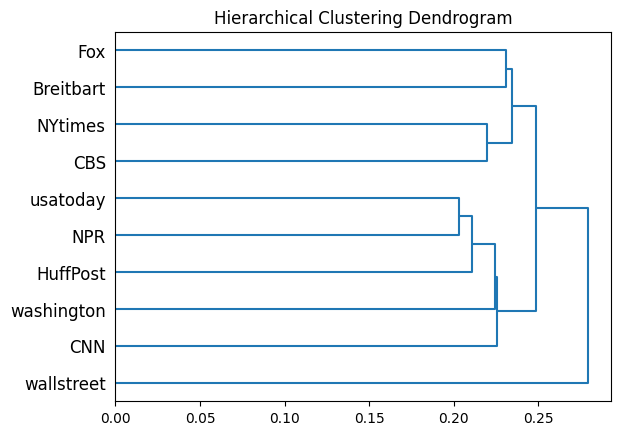 Hierarchical Clustering Dendrogram
Fox
Breitbart
NYtimes
CBS
usatoday
NPR
HuffPost
washington
CNN
wallstreet
0.00 0.05 0.10 0.15 0.20 0.25